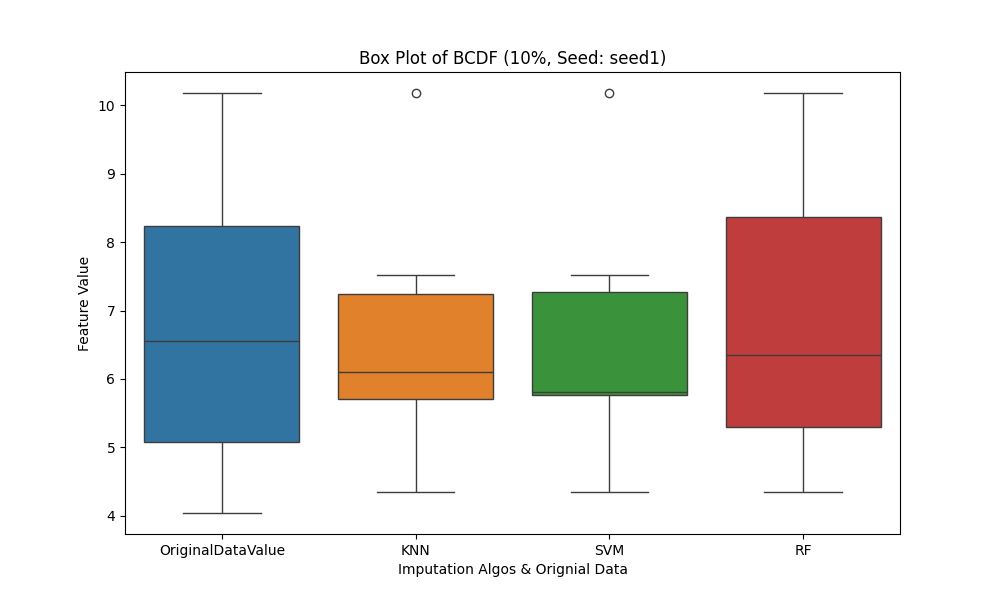 Box Plot of BCDF (10%, Seed: seed1)
10
9
8
7
6
5
4
Feature Value
OriginalDataValue
KNN
SVM
RF
Imputation Algos & Orignial Data